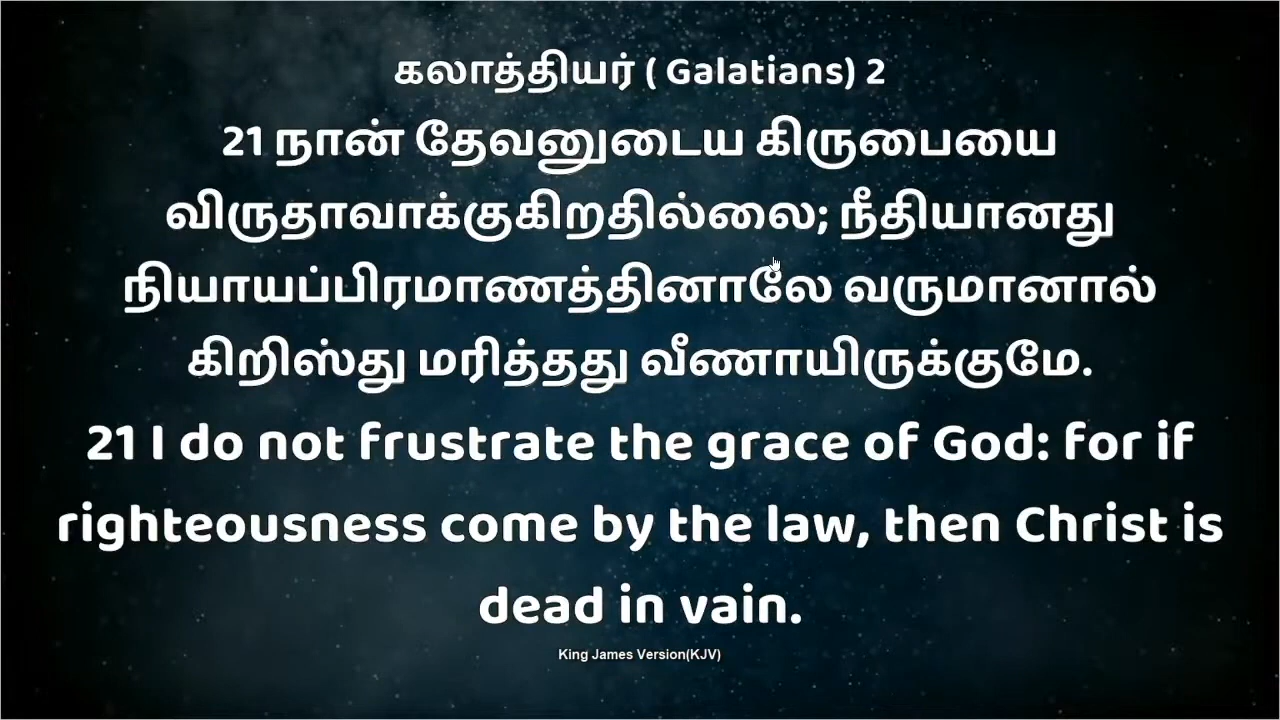 கலாத்தியர் ( Galatians) 2
21 நான் தேவனுடைய கிருபையை
விருதாவாக்குகிறதில்லை; நீதியானது
நியாயப்பிரமாணத்தினாலே வருமானால்
கிறிஸ்து மரித்தது வீணாயிருக்குமே.
21 I do not frustrate the grace of God: for if
righteousness come by the law, then Christ is
dead in vain.
King James Version(KJV)